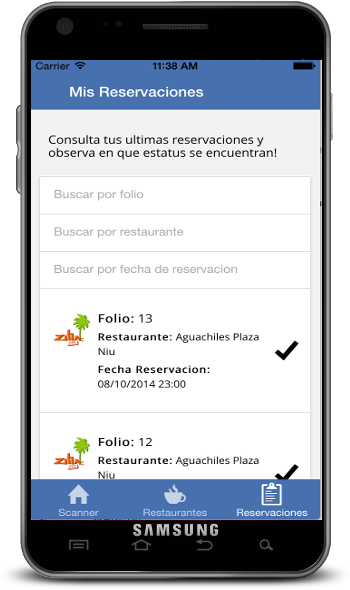 Carrier 11:38 AM
Mis Reservaciones
Consulta tus ultimas reservaciones y
observa en que estatus se encuentran!
Buscar por folio
Buscar por restaurante
Buscar por fecha de reservacion
Folio: 13
Restaurante: Aguachiles Plaza
Niu
Fecha Reservacion:
08/10/2014 23:00
Folio: 12
Restaurante: Aguachiles Plaza
Niu
Scanner Restaurantes Reservaciones
SAMSUNG